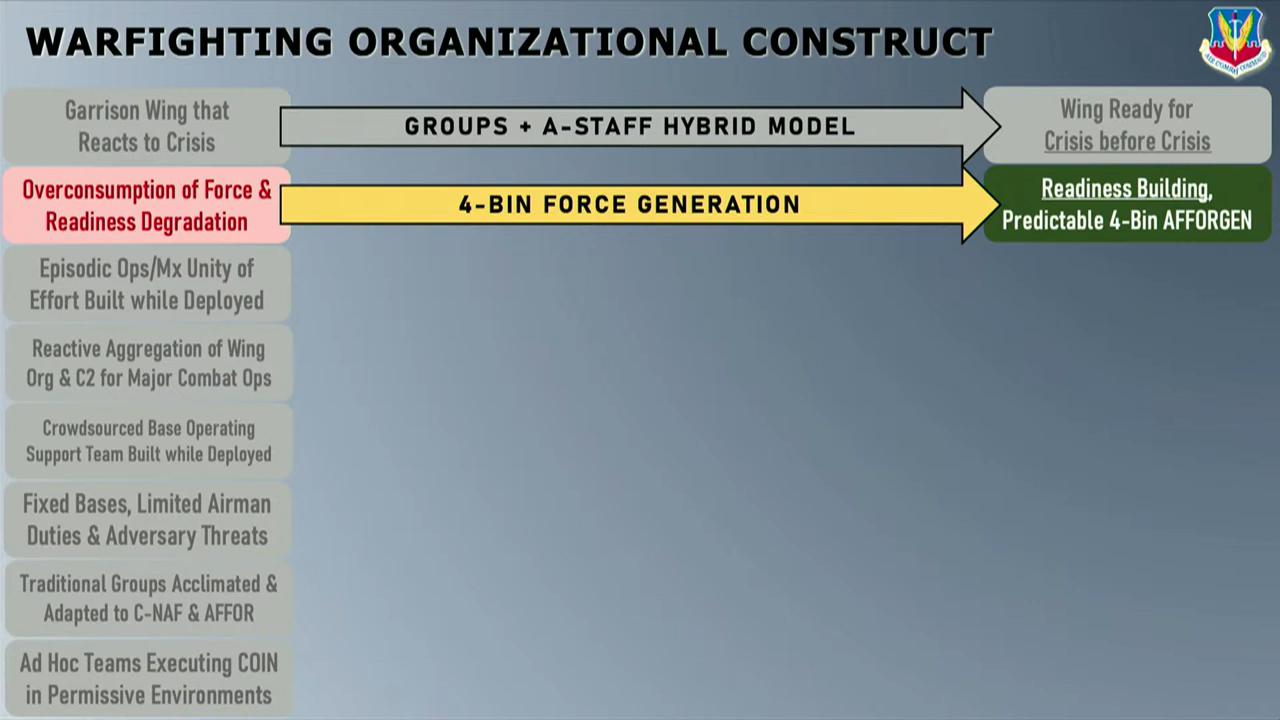 WARFIGHTING ORGANIZATIONAL CONSTRUCT
AIR COMBAT COMMAND
Garrison Wing that
Reacts to Crisis
GROUPS + A-STAFF HYBRID MODEL
Wing Ready for
Crisis before Crisis
Overconsumption of Force &
Readiness Degradation
4-BIN FORCE GENERATION
Readiness Building,
Predictable 4-Bin AFFORGEN
Episodic Ops/Mx Unity of
Effort Built while Deployed
Reactive Aggregation of Wing
Org & C2 for Major Combat Ops
Crowdsourced Base Operating
Support Team Built while Deployed
Fixed Bases, Limited Airman
Duties & Adversary Threats
Traditional Groups Acclimated &
Adapted to C-NAF & AFFOR
Ad Hoc Teams Executing COIN
in Permissive Environments